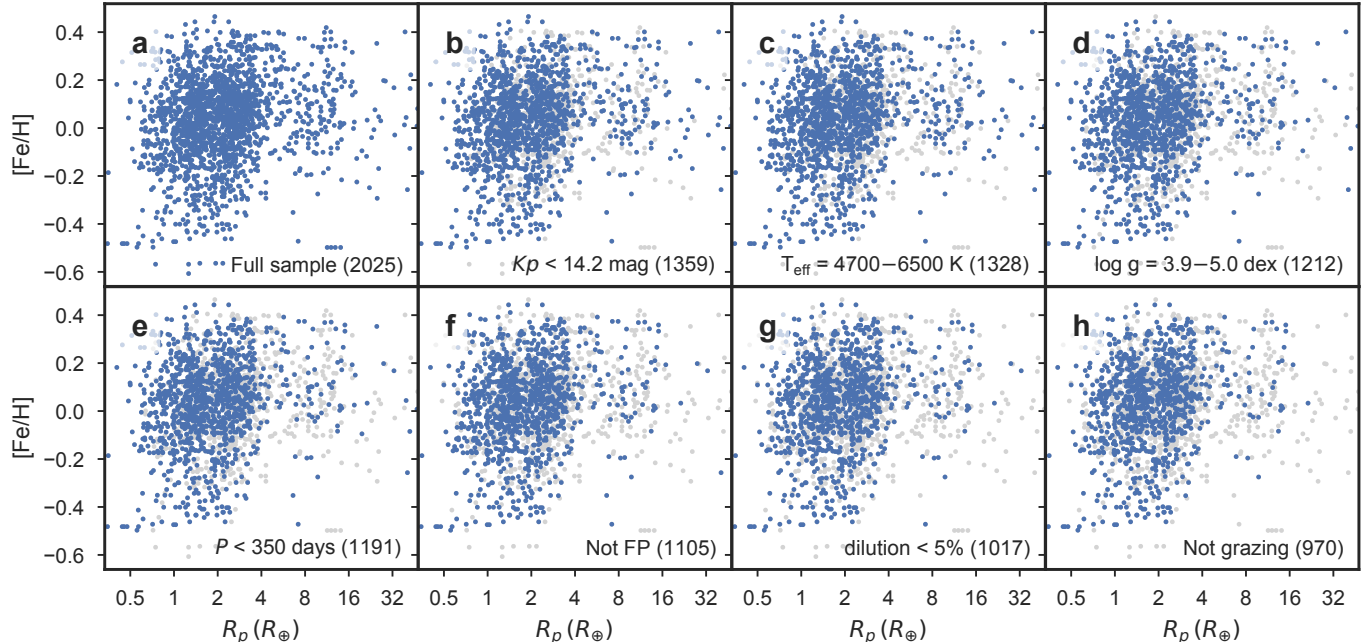 a b c d
0.4
0.2
0.0
−0.2
−0.4
−0.6
[Fe/H]
Full sample (2025)
Kp < 14.2 mag (1359)
Teff = 4700−6500 K (1328)
log g = 3.9−5.0 dex (1212)
e f g h
0.4
0.2
0.0
−0.2
−0.4
−0.6
[Fe/H]
P < 350 days (1191)
Not FP (1105)
dilution < 5% (1017)
Not grazing (970)
0.5 1 2 4 8 16 32 0.5 1 2 4 8 16 32 0.5 1 2 4 8 16 32 0.5 1 2 4 8 16 32
Rp (R⊕) Rp (R⊕) Rp (R⊕) Rp (R⊕)